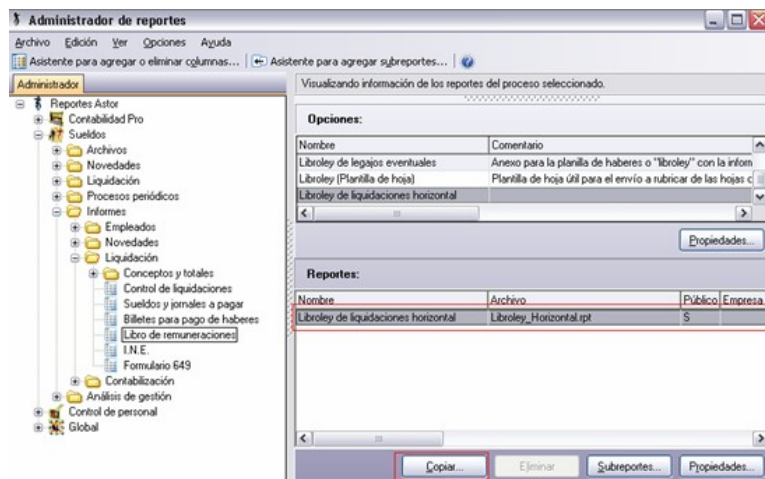 Administrador de reportes
Archivo Edición Ver Opciones Ayuda
Asistente para agregar o eliminar columnas... Asistente para agregar subreportes...
Administrador
Visualizando información de los reportes del proceso seleccionado.
Reportes Astor
Contabilidad Pro
Sueldos
Archivos
Novedades
Liquidación
Procesos periódicos
Informes
Empleados
Novedades
Liquidación
Conceptos y totales
Control de liquidaciones
Sueldos y jornales a pagar
Billetes para pago de haberes
Libro de remuneraciones
I.N.E.
Formulario 649
Contabilización
Análisis de gestión
Control de personal
Global
Opciones:
Nombre Comentario
Libroley de legajos eventuales Anexo para la planilla de haberes o "libroley" con la inform
Libroley (Plantilla de hoja) Plantilla de hoja útil para el envío a rubricar de las hojas c
Libroley de liquidaciones horizontal
Propiedades...
Reportes:
Nombre Archivo Público Empresa
Libroley de liquidaciones horizontal Libroley_Horizontal.rpt S
Copiar... Eliminar Subreportes... Propiedades...